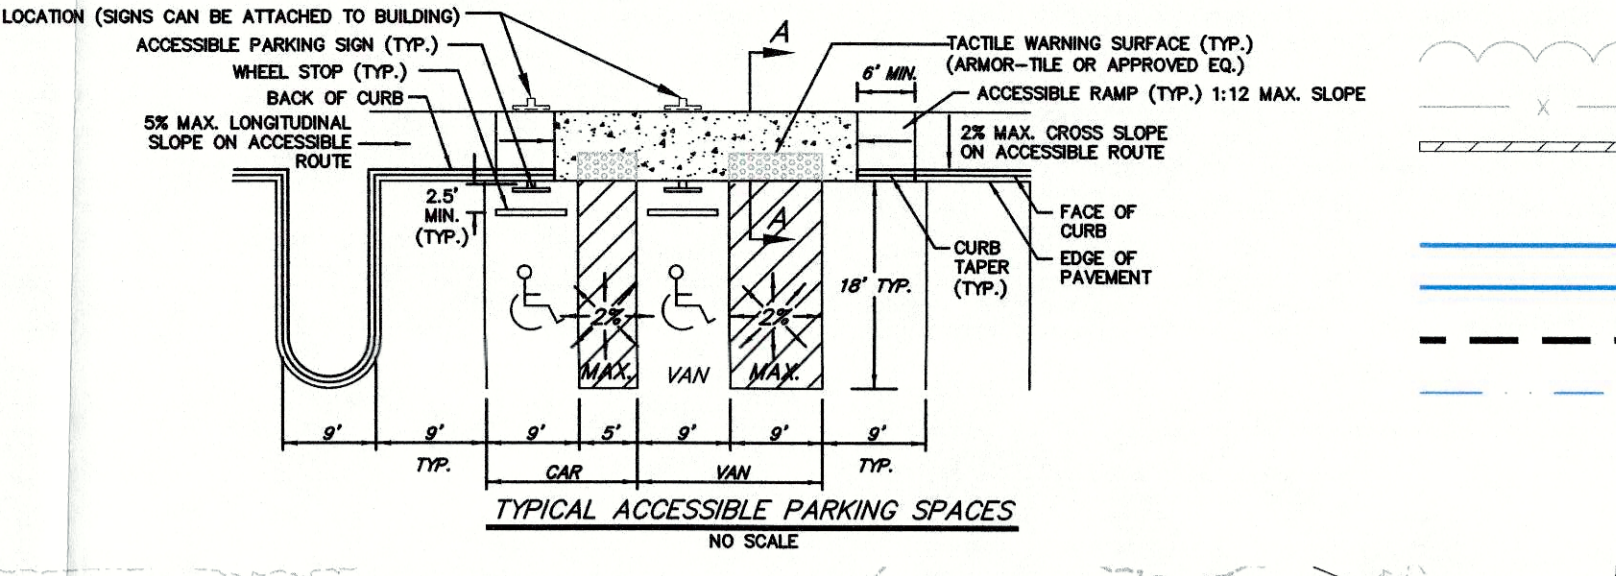 LOCATION (SIGNS CAN BE ATTACHED TO BUILDING)
ACCESSIBLE PARKING SIGN (TYP.)
WHEEL STOP (TYP.)
BACK OF CURB
5% MAX. LONGITUDINAL
SLOPE ON ACCESSIBLE
ROUTE
A
6' MIN.
TACTILE WARNING SURFACE (TYP.)
(ARMOR-TILE OR APPROVED EQ.)
ACCESSIBLE RAMP (TYP.) 1:12 MAX. SLOPE
2% MAX. CROSS SLOPE
ON ACCESSIBLE ROUTE
X
2.5'
MIN.
(TYP.)
A
FACE OF
CURB
CURB
TAPER
(TYP.)
EDGE OF
PAVEMENT
18' TYP.
2%
MAX.
VAN
2%
MAX.
9'
9'
TYP.
9'
5'
9'
9'
9'
TYP.
CAR
VAN
TYPICAL ACCESSIBLE PARKING SPACES
NO SCALE